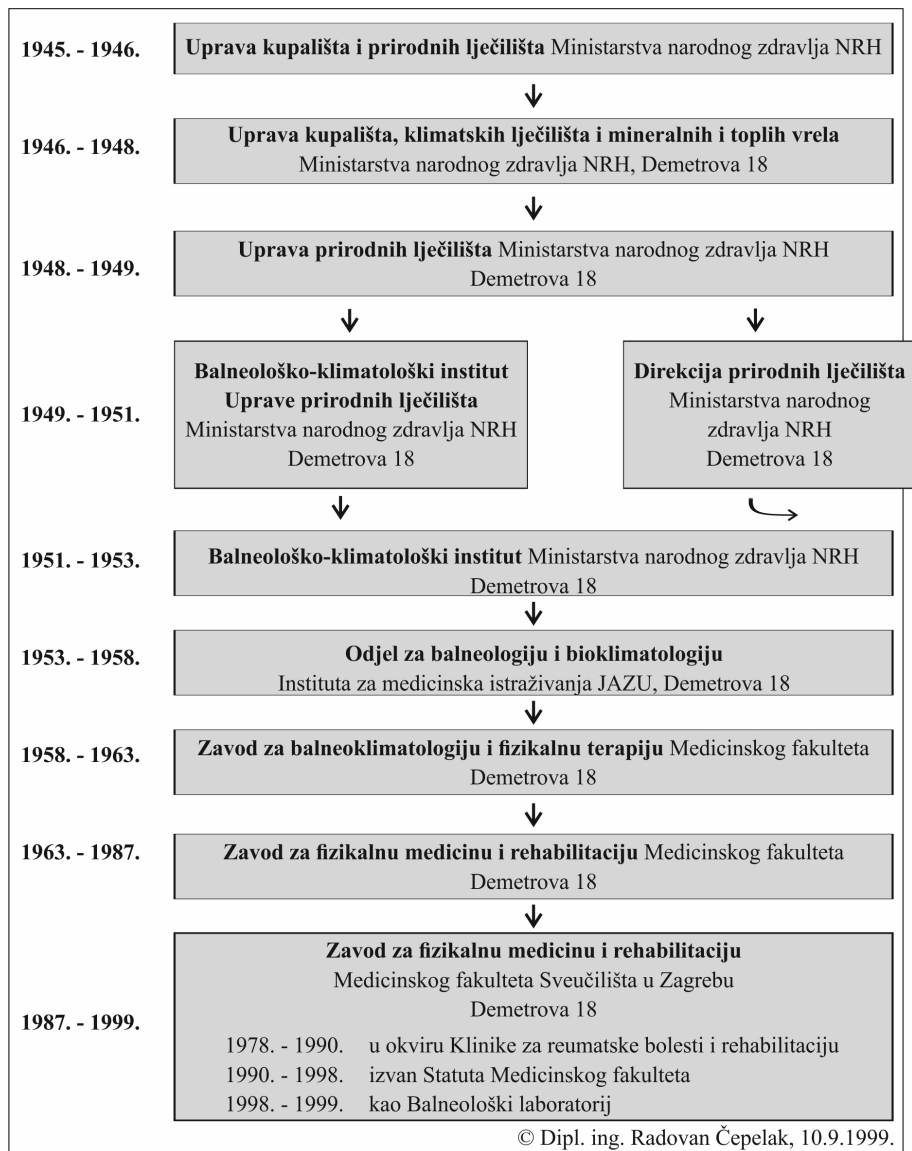 1945. - 1946.
Uprava kupališta i prirodnih lječilišta Ministarstva narodnog zdravlja NRH
1946. - 1948.
Uprava kupališta, klimatskih lječilišta i mineralnih i toplih vrela
Ministarstva narodnog zdravlja NRH, Demetrova 18
1948. - 1949.
Uprava prirodnih lječilišta Ministarstva narodnog zdravlja NRH
Demetrova 18
1949. - 1951.
Balneološko-klimatološki institut
Uprave prirodnih lječilišta
Ministarstva narodnog zdravlja NRH
Demetrova 18
Direkcija prirodnih lječilišta
Ministarstva narodnog
zdravlja NRH
Demetrova 18
1951. - 1953.
Balneološko-klimatološki institut Ministarstva narodnog zdravlja NRH
Demetrova 18
1953. - 1958.
Odjel za balneologiju i bioklimatologiju
Instituta za medicinska istraživanja JAZU, Demetrova 18
1958. - 1963.
Zavod za balneoklimatologiju i fizikalnu terapiju Medicinskog fakulteta
Demetrova 18
1963. - 1987.
Zavod za fizikalnu medicinu i rehabilitaciju Medicinskog fakulteta
Demetrova 18
1987. - 1999.
Zavod za fizikalnu medicinu i rehabilitaciju
Medicinskog fakulteta Sveučilišta u Zagrebu
Demetrova 18
1978. - 1990. u okviru Klinike za reumatske bolesti i rehabilitaciju
1990. - 1998. izvan Statuta Medicinskog fakulteta
1998. - 1999. kao Balneološki laboratorij
© Dipl. ing. Radovan Čepelak, 10.9.1999.